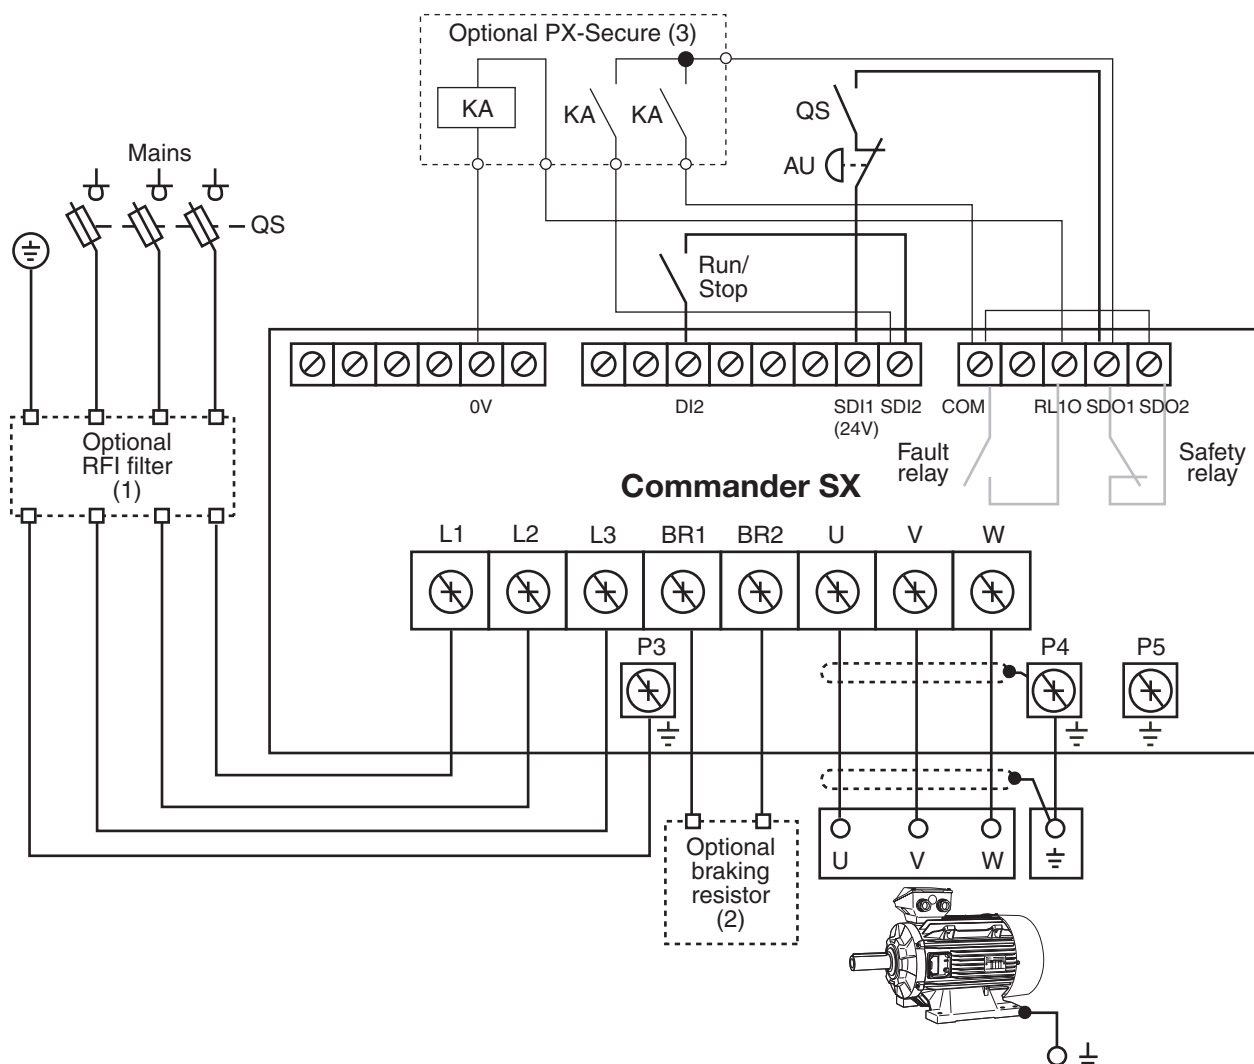 Optional PX-Secure (3)
KA
KA
KA
QS
AU
Mains
QS
Run/
Stop
0V
DI2
SDI1
SDI2
(24V)
COM
RL1O
SDO1
SDO2
Fault
relay
Safety
relay
Optional
RFI filter
(1)
Commander SX
L1
L2
L3
BR1
BR2
U
V
W
P3
P4
P5
Optional
braking
resistor
(2)
U
V
W